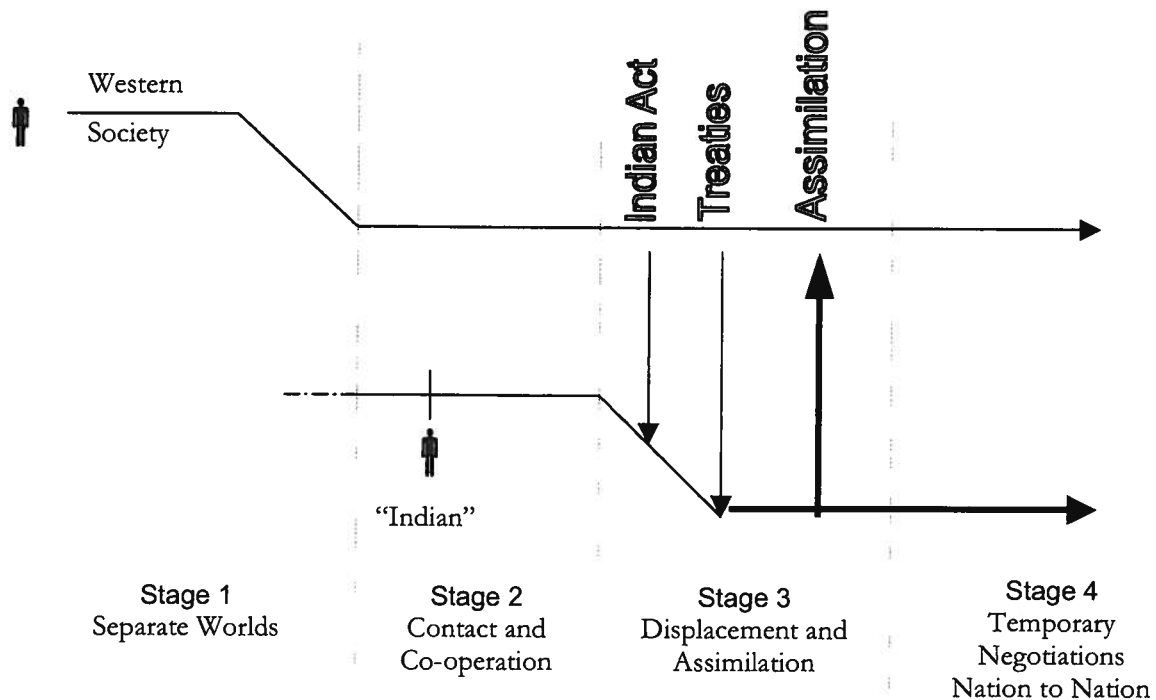 Western
Society
Indian Act
Treaties
Assimilation
“Indian”
Stage 1
Separate Worlds
Stage 2
Contact and
Co-operation
Stage 3
Displacement and
Assimilation
Stage 4
Temporary
Negotiations
Nation to Nation